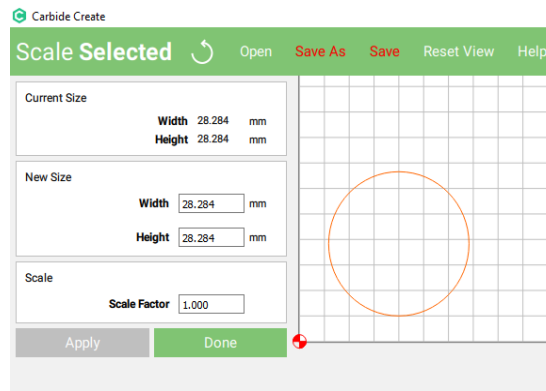 Carbide Create
Scale Selected Open Save As Save Reset View Help
Current Size
Width 28.284 mm
Height 28.284 mm
New Size
Width 28.284 mm
Height 28.284 mm
Scale
Scale Factor 1.000
Apply Done